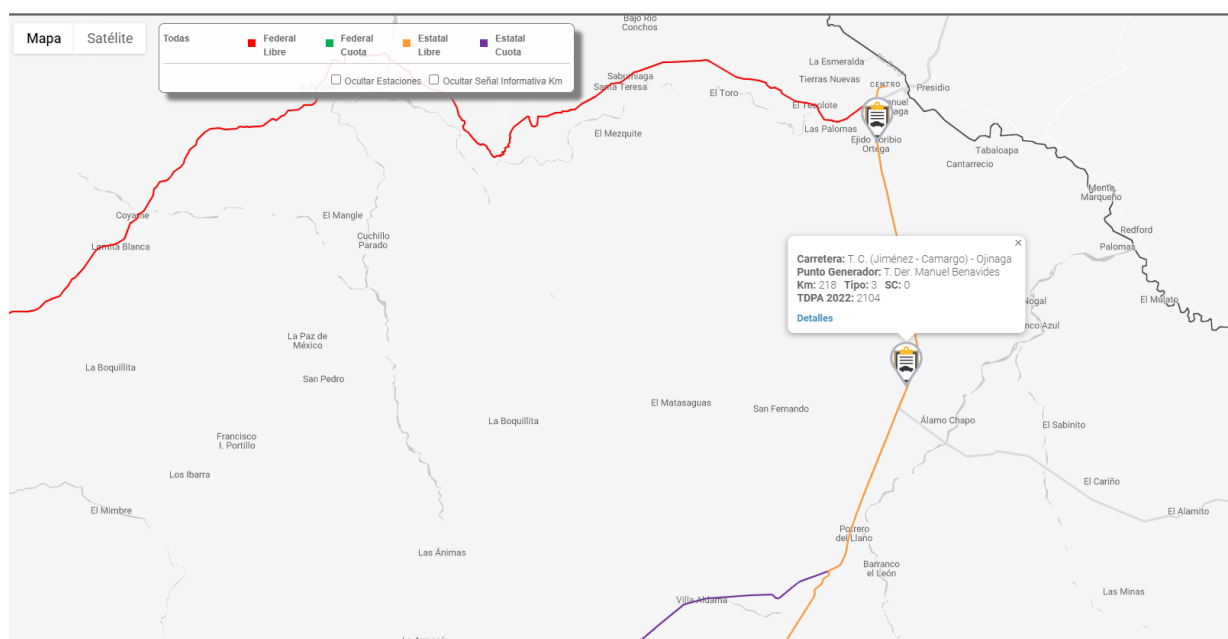 Mapa
Satélite
Todas
Federal
Libre
Federal
Cuota
Estatal
Libre
Estatal
Cuota
Ocultar Estaciones
Ocultar Señal Informativa Km
Bajo Río
Conchos
La Esmeralda
Tierras Nuevas
CENTRO
Presidio
Santa Teresa
El Toro
El Tecolote
Las Palomas
El Mezquite
Ejido Toribio
Ortega
Tabaloapa
Cantarrecio
Monte
Marqueño
Redford
Palomas
El Mulato
Coyame
Lomita Blanca
El Mangle
Cuchillo
Parado
Carretera: T. C. (Jiménez - Camargo) - Ojinaga
Punto Generador: T. Der. Manuel Benavides
Km: 218 Tipo: 3 SC: 0
TDPA 2022: 2104
Detalles
La Paz de
México
La Boquillita
San Pedro
El Matasaguas
San Fernando
La Boquillita
Álamo Chapo
El Sabinito
Francisco
I. Portillo
Los Ibarra
El Cariño
El Mimbre
El Alamito
Potrero
del Llano
Las Ánimas
Barranco
el León
Villa Aldama
Las Minas